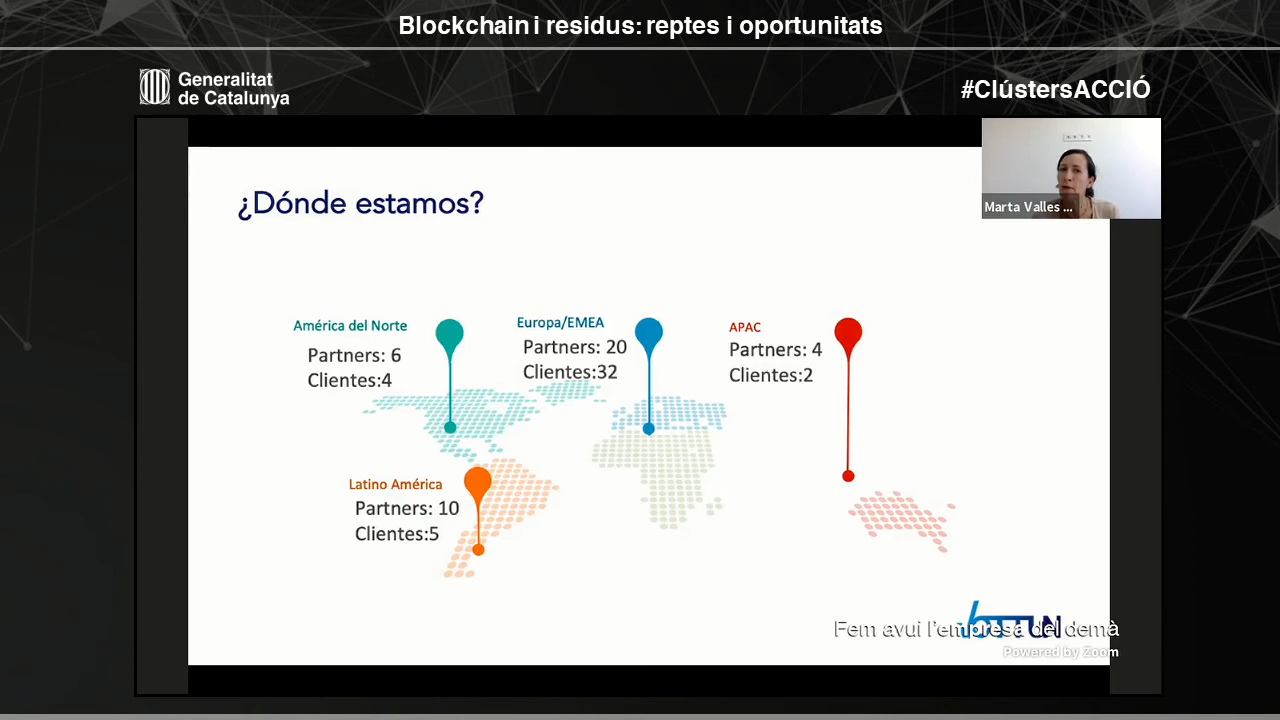 Blockchain i residus: reptes i oportunitats
Generalitat
de Catalunya
#ClústersACCIÓ
Marta Valles ...
¿Dónde estamos?
América del Norte
Partners: 6
Clientes:4
Europa/EMEA
Partners: 20
Clientes:32
APAC
Partners: 4
Clientes:2
Latino América
Partners: 10
Clientes:5
Fem avui l'empresa del demà
Powered by Zoom